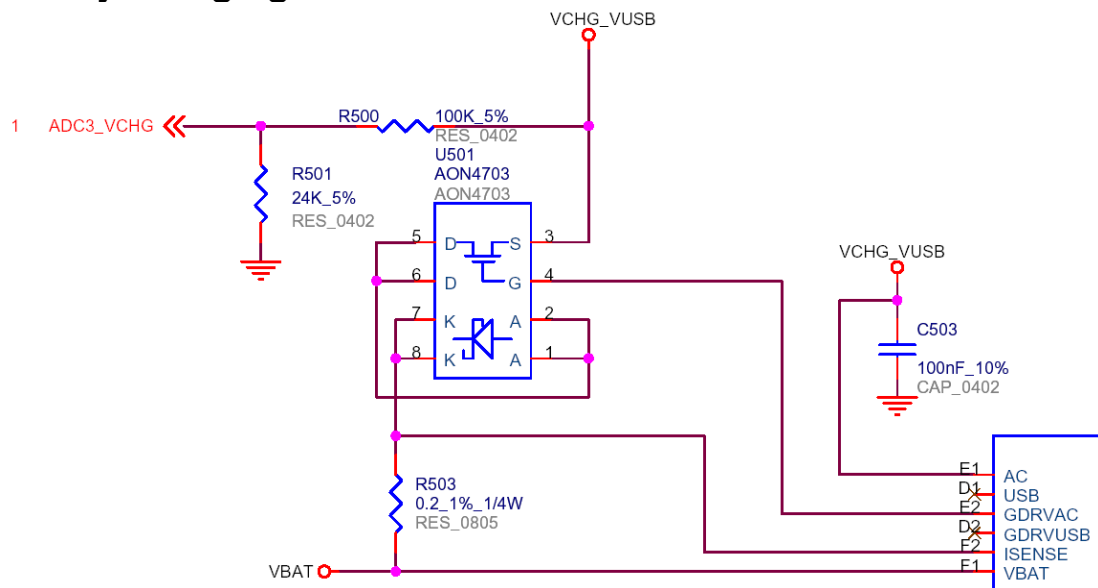 VCHG_VUSB
1 ADC3_VCHG
R500 100K_5%
RES_0402
U501
AON4703
AON4703
R501
24K_5%
RES_0402
5 D S 3
6 D G 4
7 K A 2
8 K A 1
VCHG_VUSB
C503
100nF_10%
CAP_0402
R503
0.2_1%_1/4W
RES_0805
VBAT
E1 AC
D1 USB
E2 GDRVAC
D2 GDRVUSB
F2 ISENSE
F1 VBAT